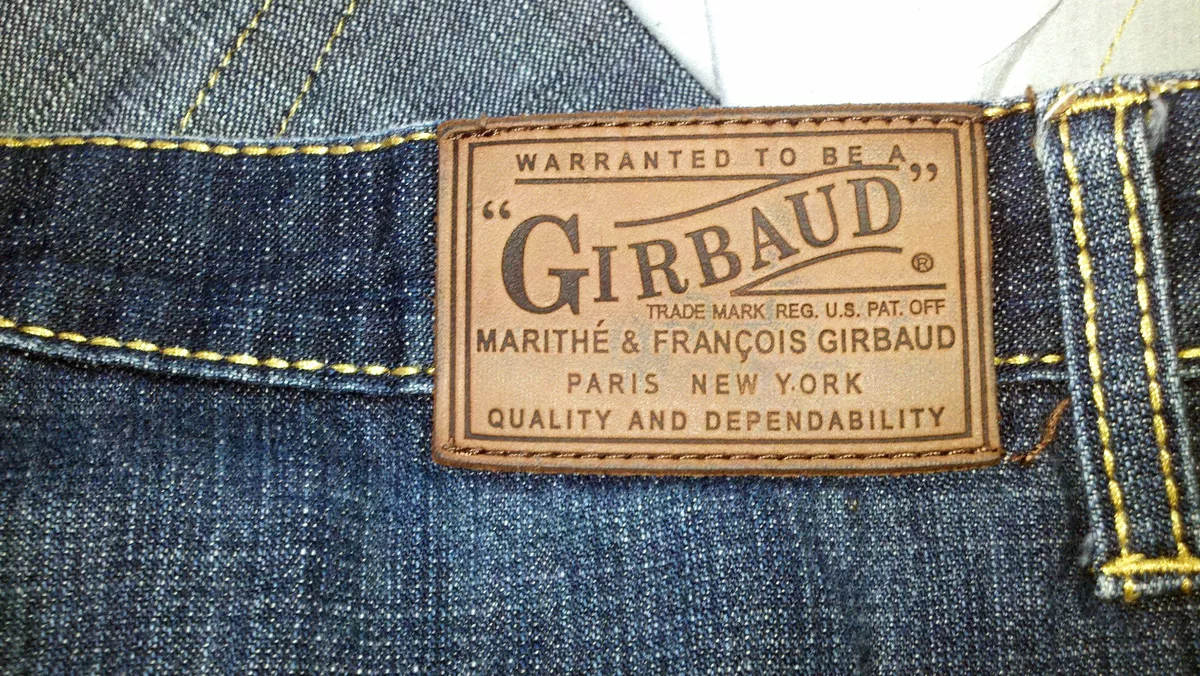 WARRANTED TO BE A
“GIRBAUD”
®
TRADE MARK REG. U.S. PAT. OFF
MARITHÉ & FRANÇOIS GIRBAUD
PARIS NEW YORK
QUALITY AND DEPENDABILITY